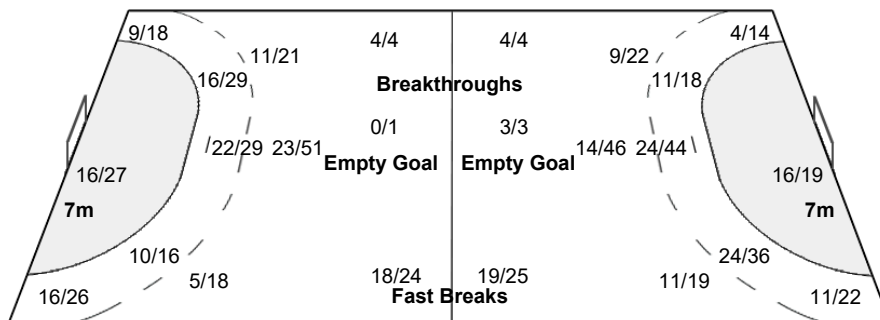 9/18 4/4 4/4 4/14
11/21 9/22
16/29 11/18
Breakthroughs
0/1 3/3
22/29 23/51 14/46 24/44
Empty Goal Empty Goal
16/27 16/19
7m 7m
10/16 24/36
5/18 18/24 19/25 11/19
16/26 Fast Breaks 11/22